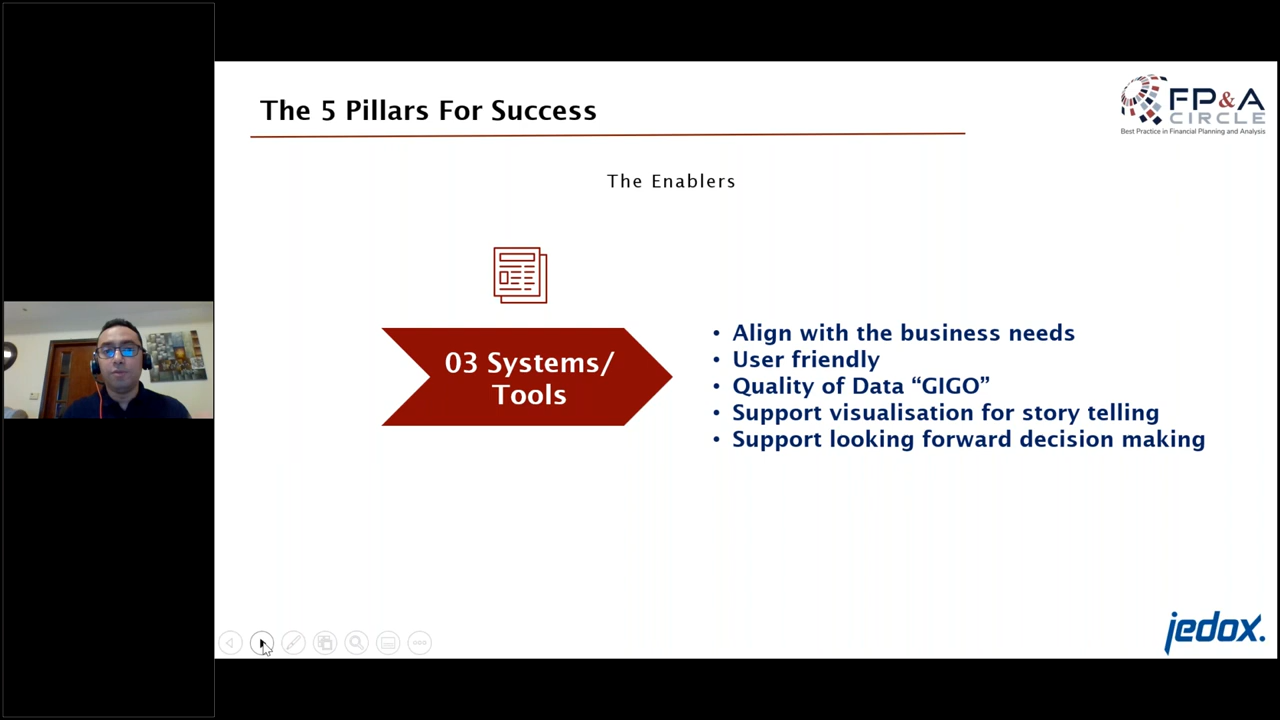 The 5 Pillars For Success
FP&A
CIRCLE
Best Practice in Financial Planning and Analysis
The Enablers
03 Systems/
Tools
• Align with the business needs
• User friendly
• Quality of Data “GIGO”
• Support visualisation for story telling
• Support looking forward decision making
jedox.